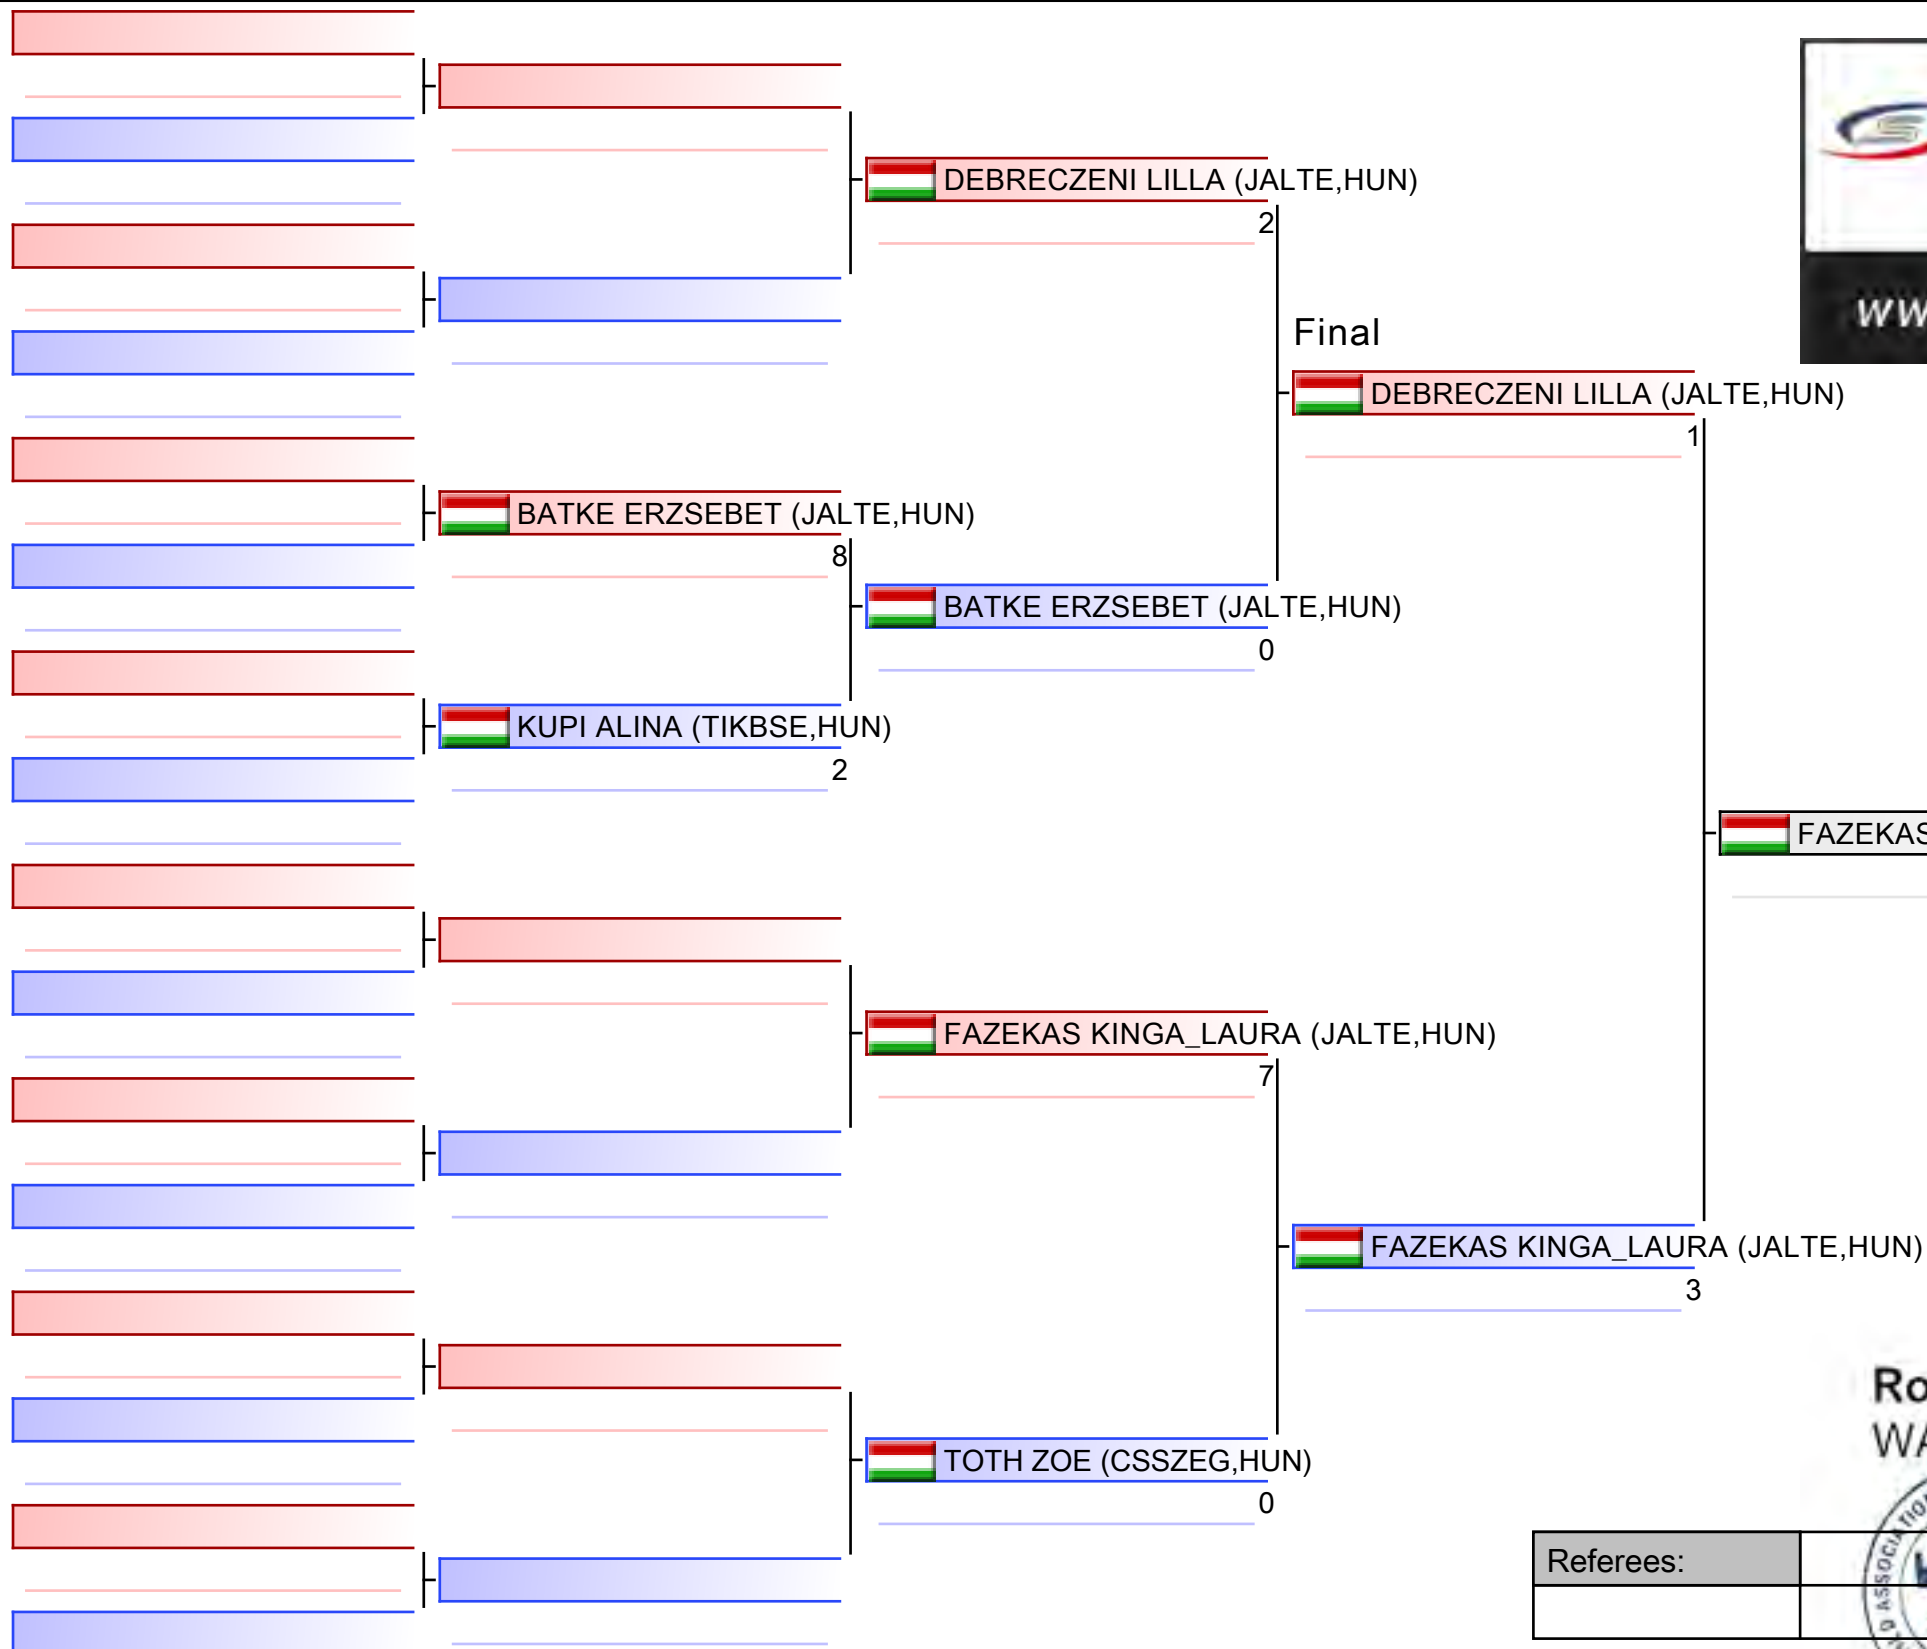 DEBRECZENI LILLA (JALTE,HUN)
2
Final
DEBRECZENI LILLA (JALTE,HUN)
1
BATKE ERZSEBET (JALTE,HUN)
8
BATKE ERZSEBET (JALTE,HUN)
0
KUPI ALINA (TIKBSE,HUN)
2
FAZEKAS
FAZEKAS KINGA_LAURA (JALTE,HUN)
7
FAZEKAS KINGA_LAURA (JALTE,HUN)
3
TOTH ZOE (CSSZEG,HUN)
0
Referees: